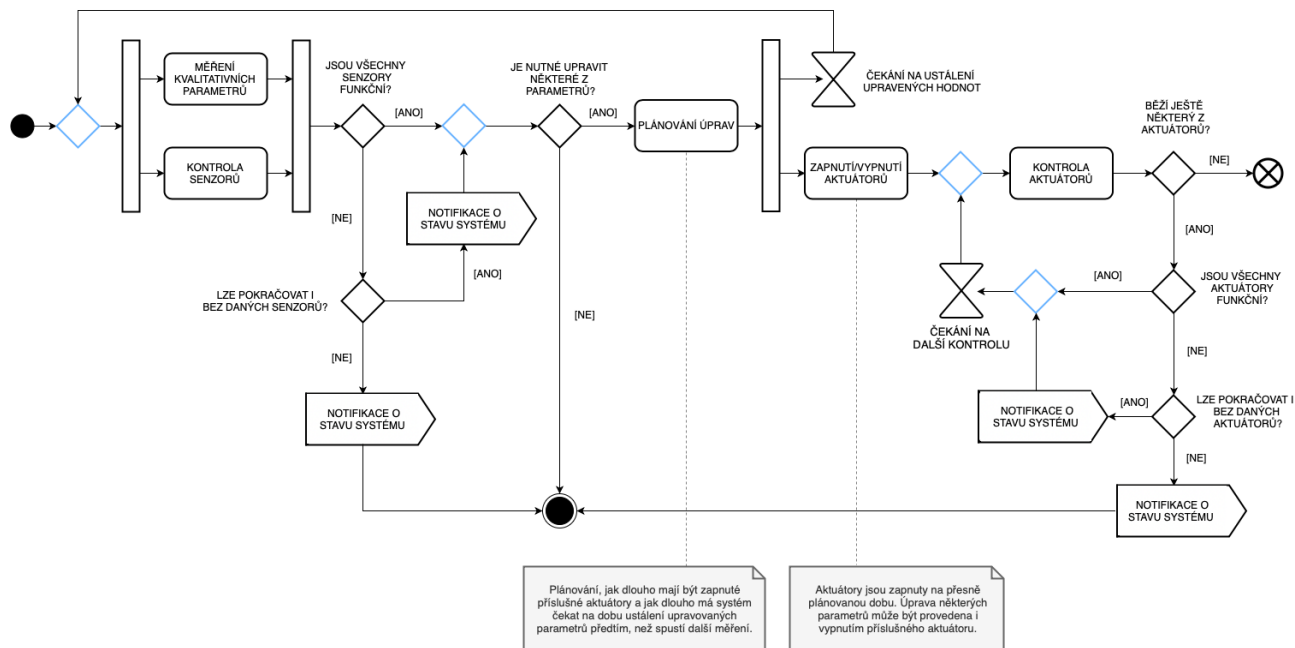 MĚŘENÍ
KVALITATIVNÍCH
PARAMETRŮ
KONTROLA
SENZORŮ
JSOU VŠECHNY
SENZORY
FUNKČNÍ?
[ANO]
[NE]
LZE POKRAČOVAT I
BEZ DANÝCH SENZORŮ?
[ANO]
NOTIFIKACE O
STAVU SYSTÉMU
[NE]
NOTIFIKACE O
STAVU SYSTÉMU
JE NUTNÉ UPRAVIT
NĚKTERÉ Z
PARAMETRŮ?
[ANO]
[NE]
PLÁNOVÁNÍ ÚPRAV
ČEKÁNÍ NA USTÁLENÍ
UPRAVENÝCH HODNOT
ZAPNUTÍ/VYPNUTÍ
AKTUÁTORŮ
KONTROLA
AKTUÁTORŮ
BĚŽÍ JEŠTĚ
NĚKTERÝ Z
AKTUÁTORŮ?
[NE]
[ANO]
JSOU VŠECHNY
AKTUÁTORY
FUNKČNÍ?
[ANO]
ČEKÁNÍ NA
DALŠÍ KONTROLU
[NE]
LZE POKRAČOVAT I
BEZ DANÝCH
AKTUÁTORŮ?
[ANO]
NOTIFIKACE O
STAVU SYSTÉMU
[NE]
NOTIFIKACE O
STAVU SYSTÉMU
Plánování, jak dlouho mají být zapnuté
příslušné aktuátory a jak dlouho má systém
čekat na dobu ustálení upravovaných
parametrů předtím, než spustí další měření.
Aktuátory jsou zapnuty na přesně
plánovanou dobu. Úprava některých
parametrů může být provedena i
vypnutím příslušného aktuátoru.